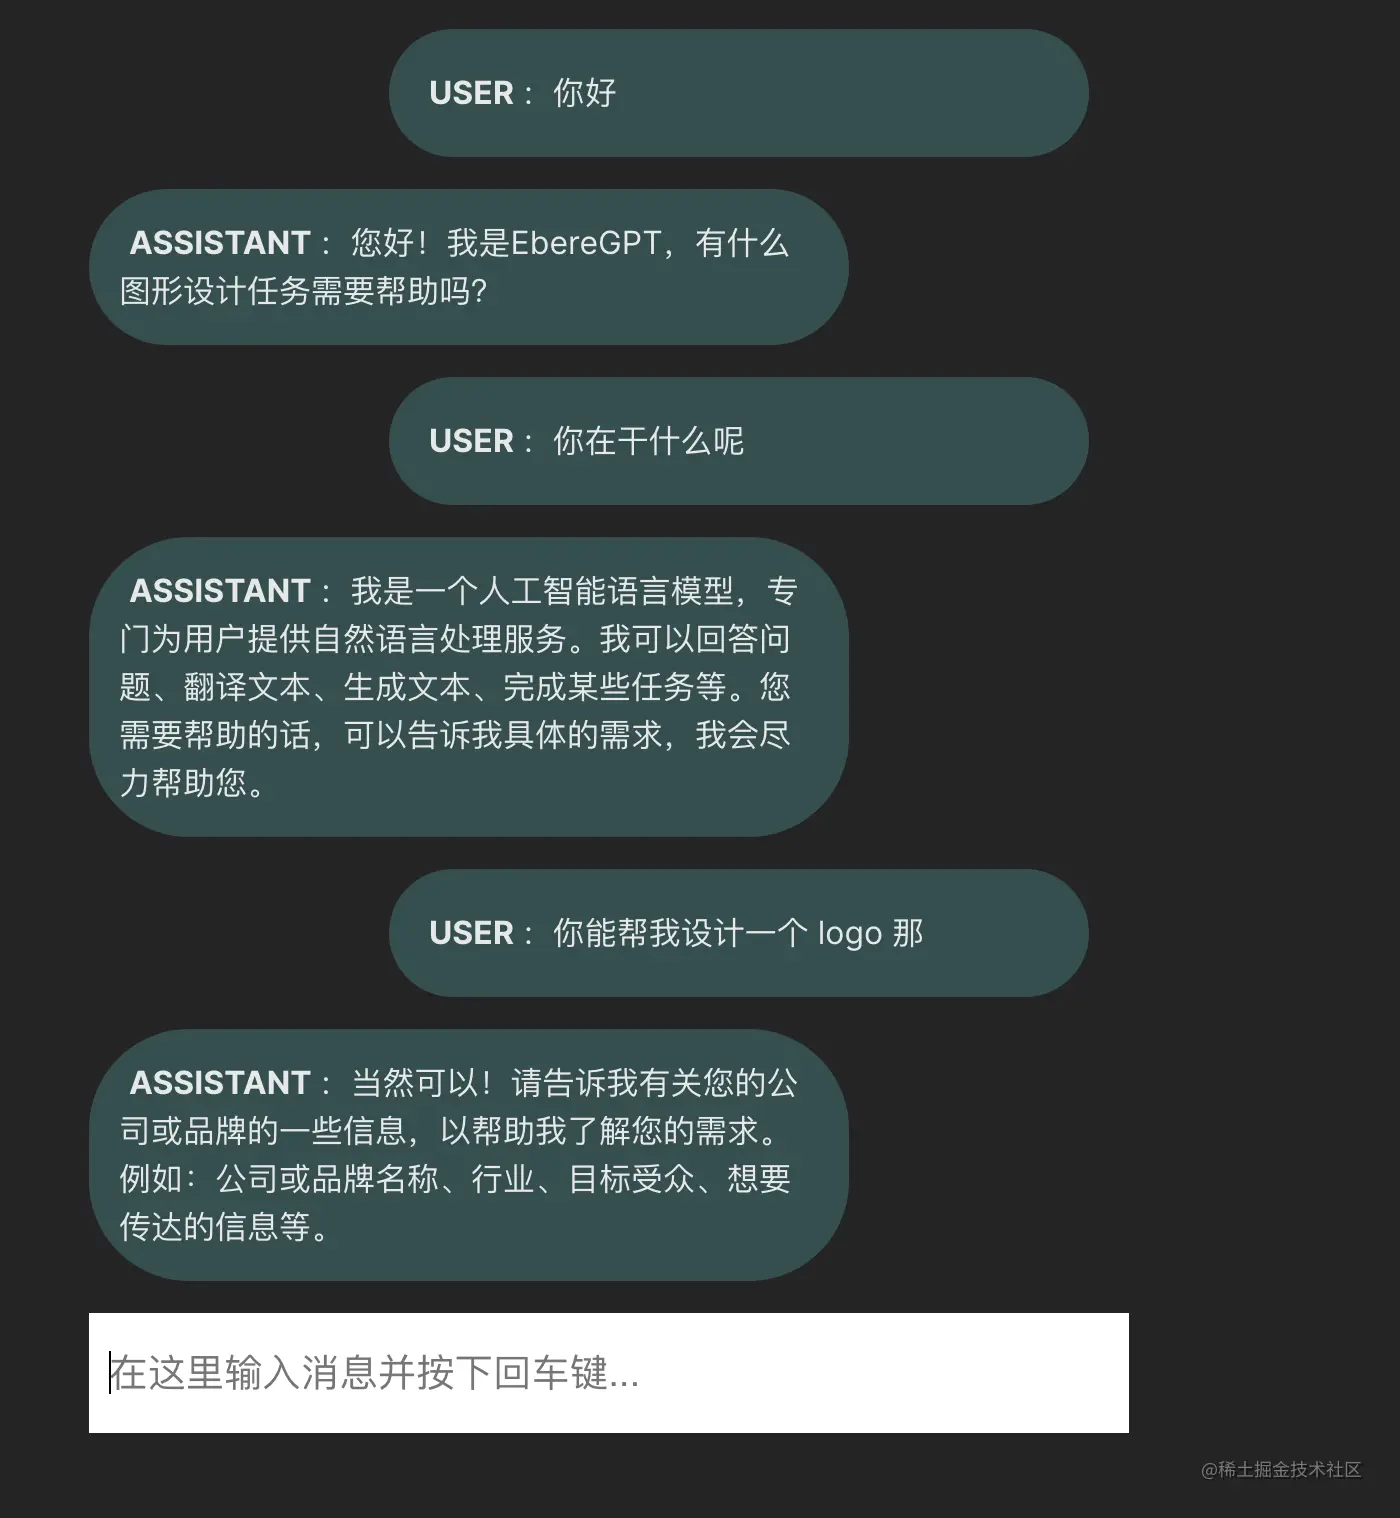 USER： 你好
ASSISTANT： 您好！我是EbereGPT，有什么
图形设计任务需要帮助吗？
USER： 你在干什么呢
ASSISTANT： 我是一个人工智能语言模型，专
门为用户提供自然语言处理服务。我可以回答问
题、翻译文本、生成文本、完成某些任务等。您
需要帮助的话，可以告诉我具体的需求，我会尽
力帮助您。
USER： 你能帮我设计一个 logo 那
ASSISTANT： 当然可以！请告诉我有关您的公
司或品牌的一些信息，以帮助我了解您的需求。
例如：公司或品牌名称、行业、目标受众、想要
传达的信息等。
在这里输入消息并按下回车键...
@稀土掘金技术社区